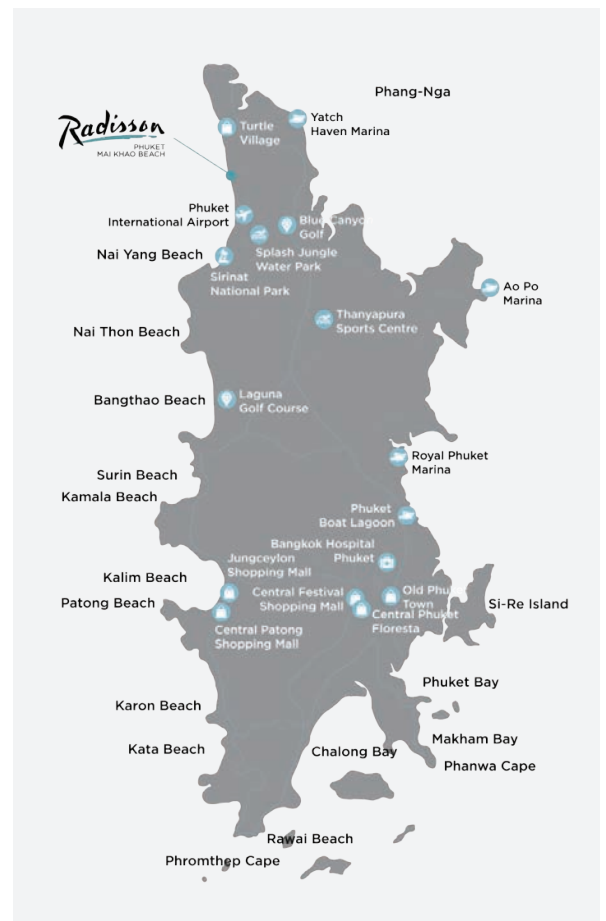 Phang-Nga
Radisson
PHUKET
MAI KHAO BEACH
Turtle
Village
Yatch
Haven Marina
Phuket
International Airport
Blue Canyo
Golf
Nai Yang Beach
Splash Jungle
Water Park
Sirinat
National Park
Ao Po
Marina
Nai Thon Beach
Thanyapura
Sports Centre
Bangthao Beach
Laguna
Golf Course
Royal Phuket
Marina
Surin Beach
Kamala Beach
Phuket
Boat Lagoon
Bangkok Hospital
Phuket
Jungceylon
Shopping Mall
Kalim Beach
Patong Beach
Central Festival
Shopping Mall
Old Phu
Town
Central Phuket
Floresta
Si-Re Island
Central Patong
Shopping Mall
Phuket Bay
Karon Beach
Makham Bay
Kata Beach
Chalong Bay
Phanwa Cape
Rawai Beach
Phromthep Cape